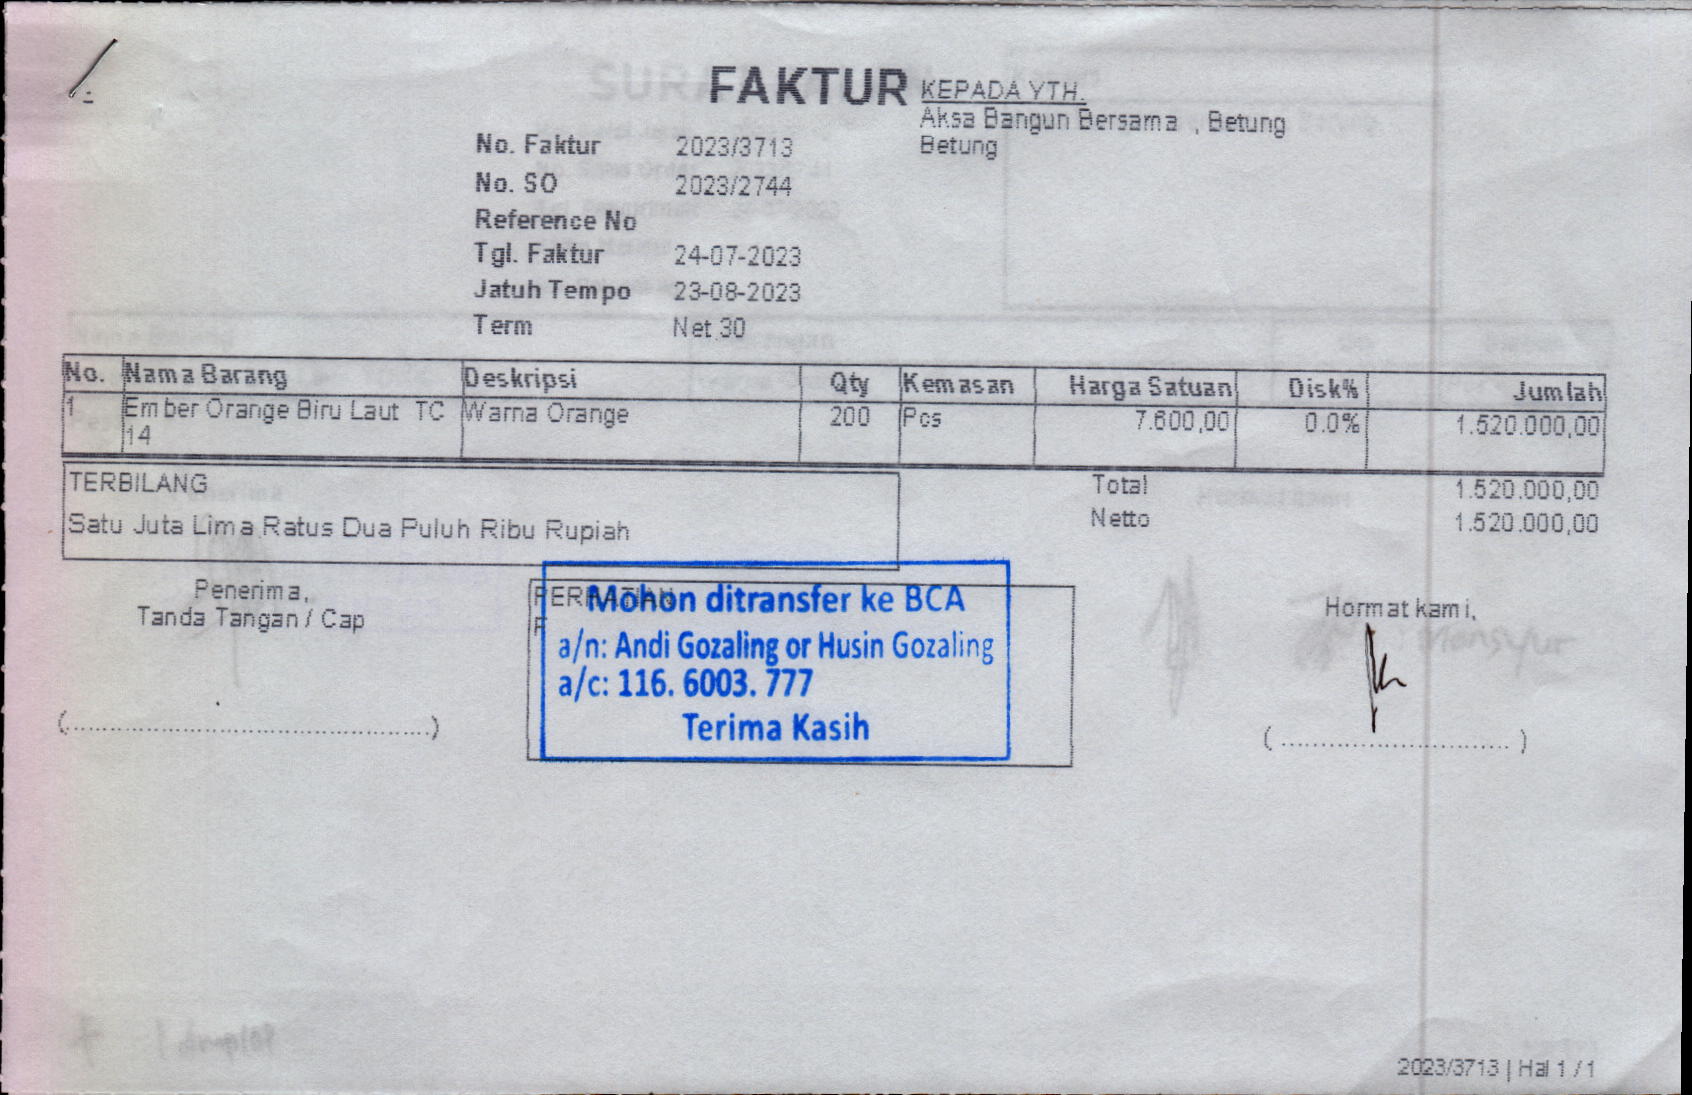 FAKTUR
KEPADA YTH.
Aksa Bangun Bersama , Betung
Betung
No. Faktur 2023/3713
No. SO 2023/2744
Reference No
Tgl. Faktur 24-07-2023
Jatuh Tempo 23-08-2023
Term Net 30
No. Nama Barang Deskripsi Qty Kemasan Harga Satuan Disk% Jumlah
1 Ember Orange Biru Laut TC Warna Orange 200 Pcs 7.600,00 0.0% 1.520.000,00
14
TERBILANG
Satu Juta Lima Ratus Dua Puluh Ribu Rupiah
Total 1.520.000,00
Netto 1.520.000,00
Penerima,
Tanda Tangan / Cap
(............................................)
Mohon ditransfer ke BCA
a/n: Andi Gozaling or Husin Gozaling
a/c: 116. 6003. 777
Terima Kasih
Hormat kami,
(............................)
2023/3713 | Hal 1 / 1